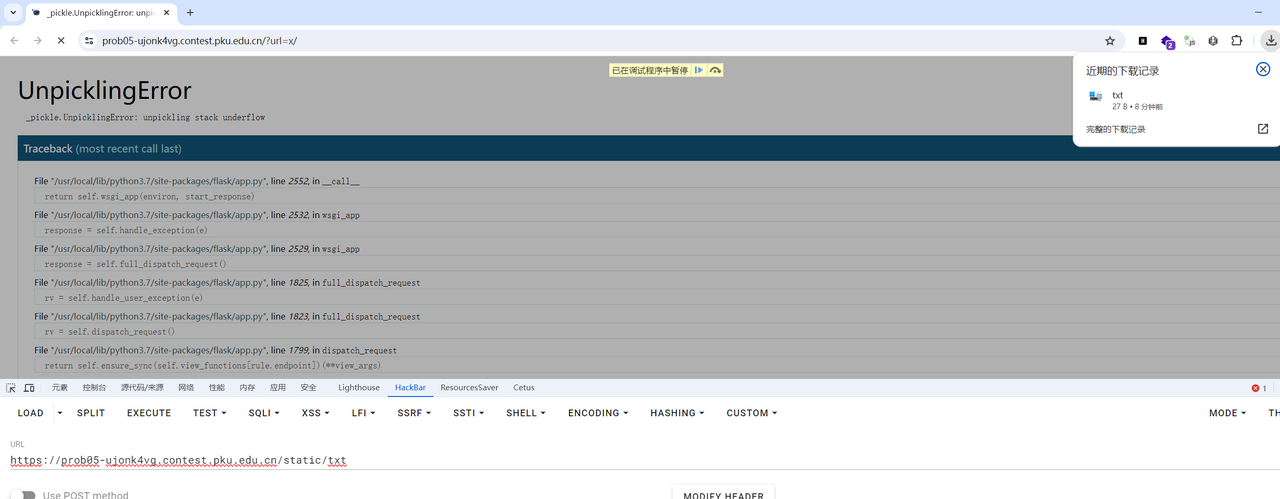 _pickle.UnpicklingError: unpi
prob05-ujonk4vg.contest.pku.edu.cn/?url=x/
2
js
已在调试程序中暂停
近期的下载记录
txt
27 B • 8 分钟前
完整的下载记录
UnpicklingError
_pickle.UnpicklingError: unpickling stack underflow
Traceback (most recent call last)
File "/usr/local/lib/python3.7/site-packages/flask/app.py", line 2552, in __call__
return self.wsgi_app(environ, start_response)
File "/usr/local/lib/python3.7/site-packages/flask/app.py", line 2532, in wsgi_app
response = self.handle_exception(e)
File "/usr/local/lib/python3.7/site-packages/flask/app.py", line 2529, in wsgi_app
response = self.full_dispatch_request()
File "/usr/local/lib/python3.7/site-packages/flask/app.py", line 1825, in full_dispatch_request
rv = self.handle_user_exception(e)
File "/usr/local/lib/python3.7/site-packages/flask/app.py", line 1823, in full_dispatch_request
rv = self.dispatch_request()
File "/usr/local/lib/python3.7/site-packages/flask/app.py", line 1799, in dispatch_request
return self.ensure_sync(self.view_functions[rule.endpoint])(**view_args)
元素 控制台 源代码/来源 网络 性能 内存 应用 安全 Lighthouse HackBar ResourcesSaver Cetus 1
LOAD SPLIT EXECUTE TEST SQLI XSS LFI SSRF SSTI SHELL ENCODING HASHING CUSTOM MODE TH
URL
https://prob05-ujonk4vg.contest.pku.edu.cn/static/txt
Use POST method
MODIFY HEADER